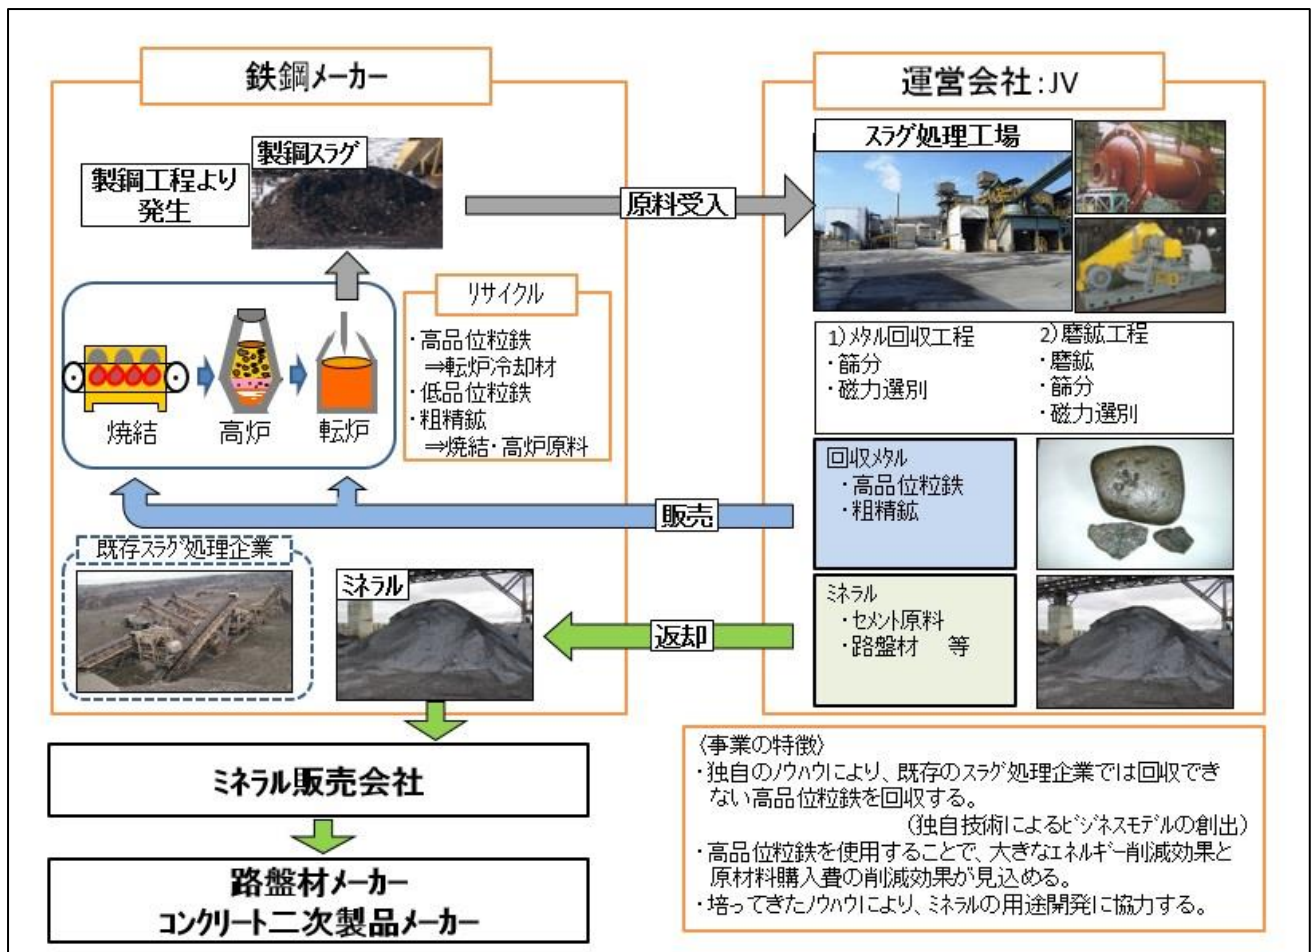 鉄鋼メーカー
製鋼スラグ
製鋼工程より
発生
焼結
高炉
転炉
リサイクル
・高品位粒鉄
⇒転炉冷却材
・低品位粒鉄
・粗精鉱
⇒焼結・高炉原料
原料受入
運営会社:JV
スラグ処理工場
1)メタル回収工程
・篩分
・磁力選別
2)磨鉱工程
・磨鉱
・篩分
・磁力選別
回収メタル
・高品位粒鉄
・粗精鉱
販売
既存スラグ処理企業
ミネラル
返却
ミネラル
・セメント原料
・路盤材 等
ミネラル販売会社
路盤材メーカー
コンクリート二次製品メーカー
〈事業の特徴〉
・独自のノウハウにより、既存のスラグ処理企業では回収でき
ない高品位粒鉄を回収する。
(独自技術によるビジネスモデルの創出)
・高品位粒鉄を使用することで、大きなエネルギー削減効果と
原材料購入費の削減効果が見込める。
・培ってきたノウハウにより、ミネラルの用途開発に協力する。